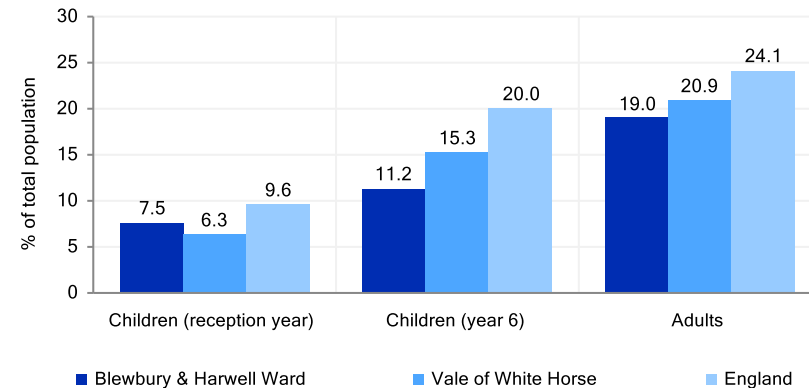 30
25
20
15
10
5
0
% of total population
7.5
6.3
9.6
11.2
15.3
20.0
19.0
20.9
24.1
Children (reception year)
Children (year 6)
Adults
Blewbury & Harwell Ward
Vale of White Horse
England